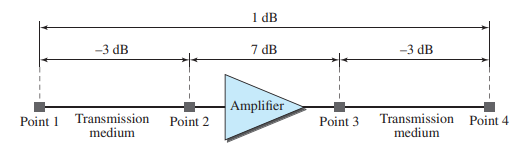 1 dB
–3 dB
7 dB
–3 dB
Amplifier
Point 1
Transmission
medium
Point 2
Point 3
Transmission
medium
Point 4